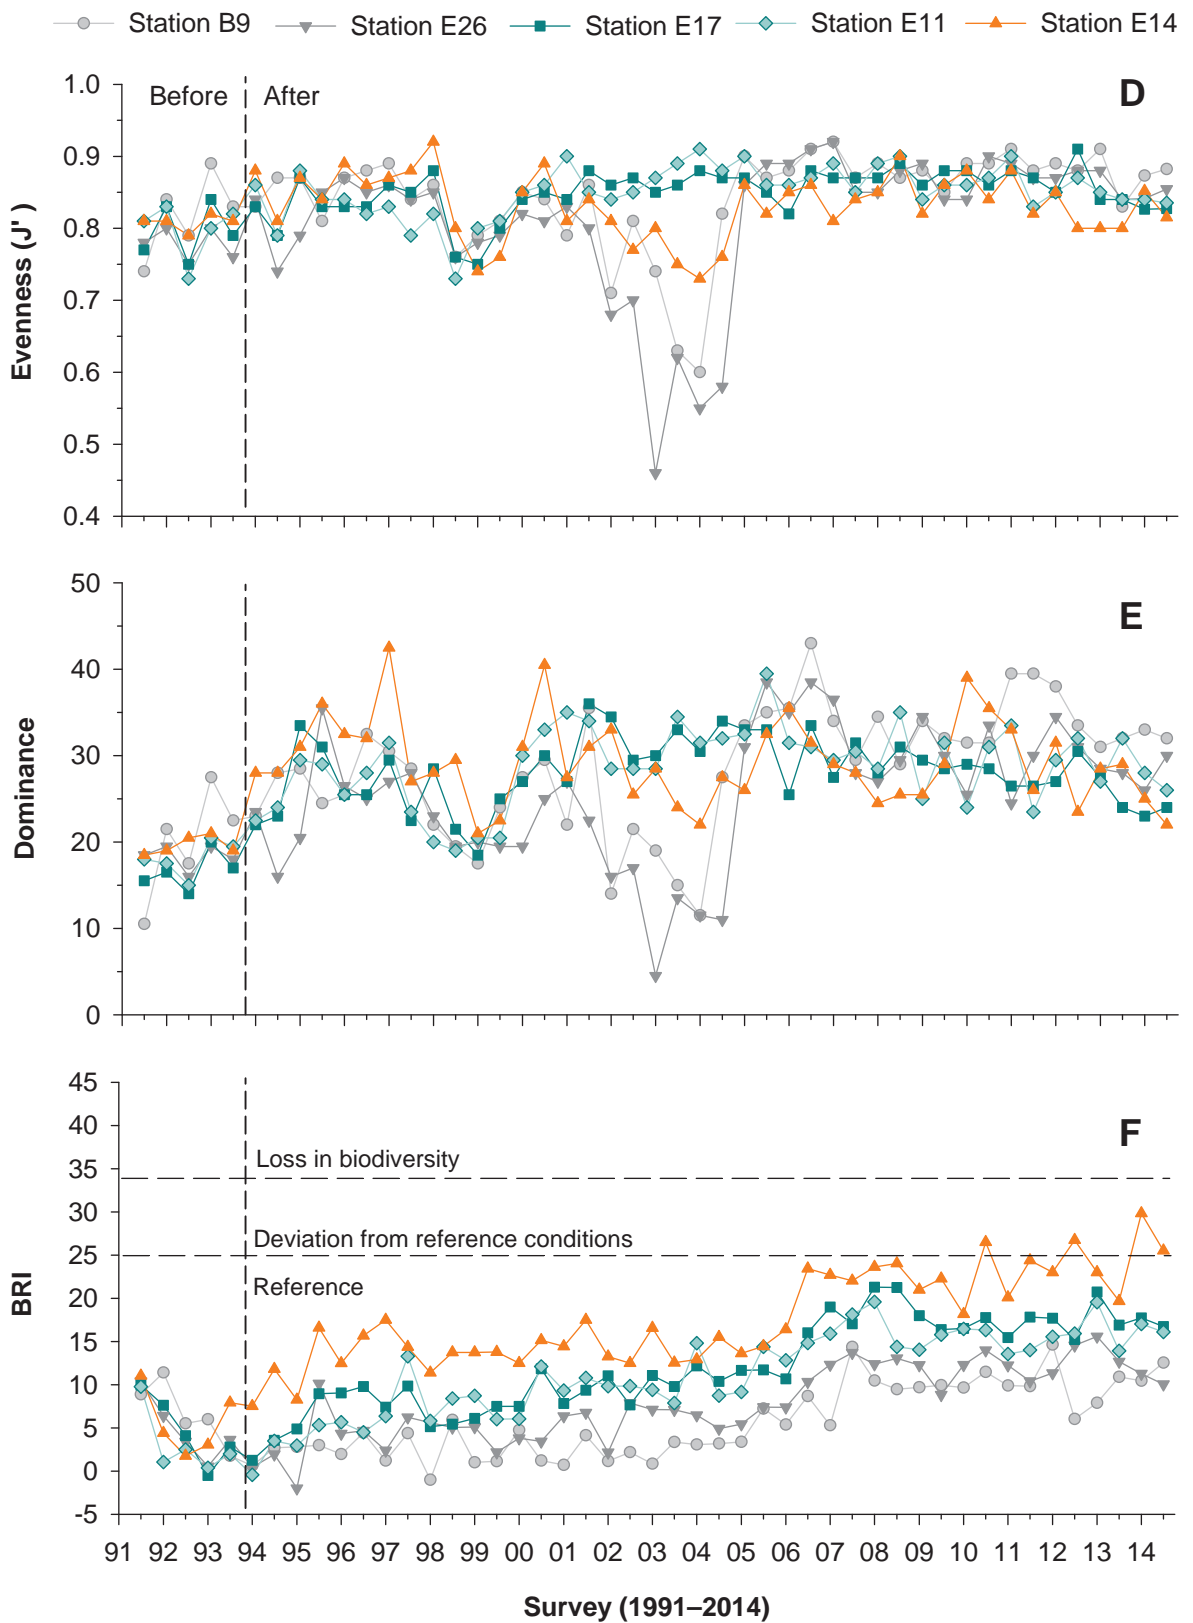 Station B9 Station E26 Station E17 Station E11 Station E14
D
Before After
Evenness (J')
1.0
0.9
0.8
0.7
0.6
0.5
0.4
E
Dominance
50
40
30
20
10
0
F
BRI
45
40
35
30
25
20
15
10
5
0
-5
Loss in biodiversity
Deviation from reference conditions
Reference
91 92 93 94 95 96 97 98 99 00 01 02 03 04 05 06 07 08 09 10 11 12 13 14
Survey (1991–2014)